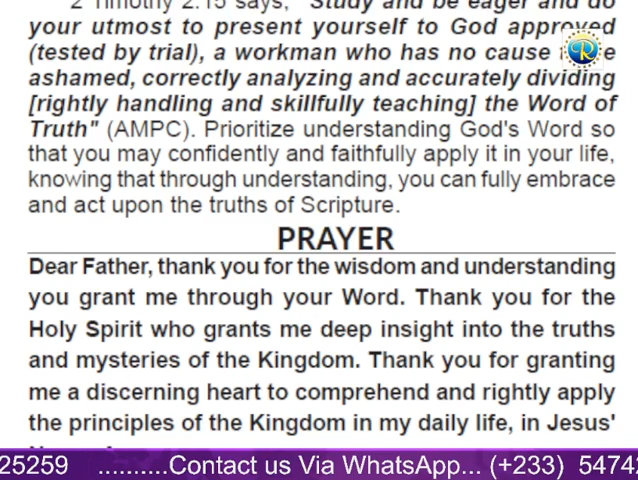 2 Timothy 2:15 says, "Study and be eager and do
your utmost to present yourself to God approved
(tested by trial), a workman who has no cause
ashamed, correctly analyzing and accurately dividing
[rightly handling and skillfully teaching] the Word of
Truth" (AMPC). Prioritize understanding God's Word so
that you may confidently and faithfully apply it in your life,
knowing that through understanding, you can fully embrace
and act upon the truths of Scripture.
PRAYER
Dear Father, thank you for the wisdom and understanding
you grant me through your Word. Thank you for the
Holy Spirit who grants me deep insight into the truths
and mysteries of the Kingdom. Thank you for granting
me a discerning heart to comprehend and rightly apply
the principles of the Kingdom in my daily life, in Jesus'
25259 ..........Contact us Via WhatsApp... (+233) 54742